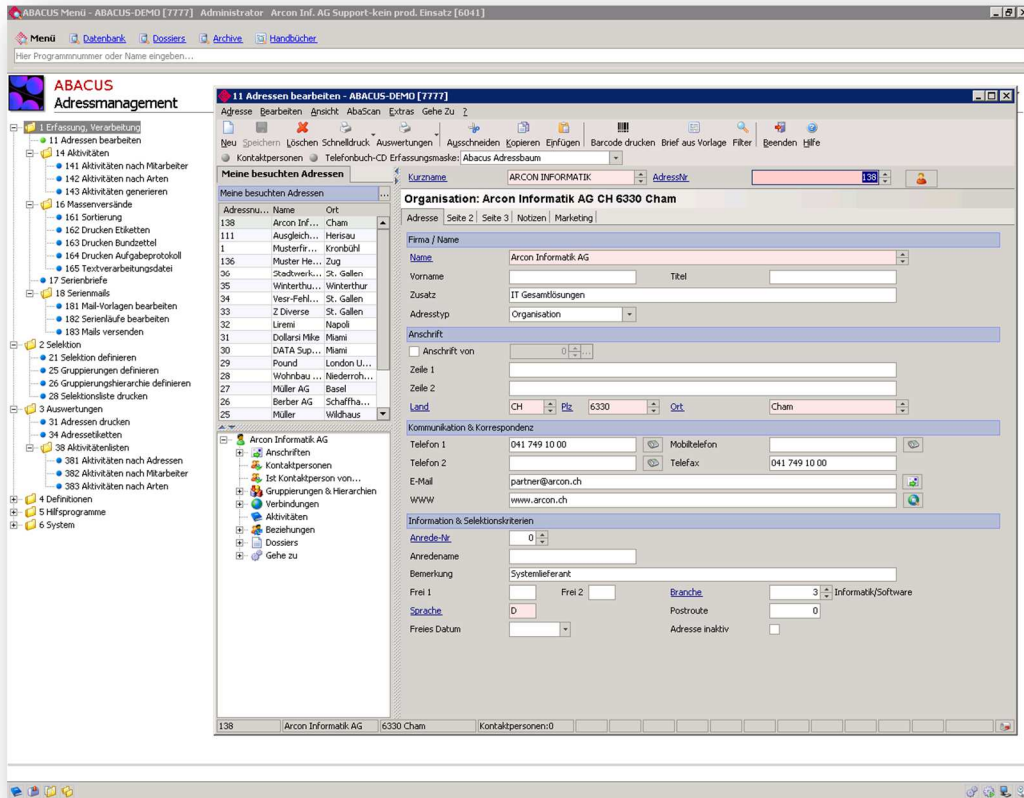 ABACUS Menü - ABACUS-DEMO [7777] Administrator Arcon Inf. AG Support-kein prod. Einsatz [6041]
Menü Datenbank Dossiers Archive Handbücher
Hier Programmnummer oder Name eingeben...
ABACUS
Adressmanagement
1 Erfassung, Verarbeitung
11 Adressen bearbeiten
14 Aktivitäten
141 Aktivitäten nach Mitarbeiter
142 Aktivitäten nach Arten
143 Aktivitäten generieren
16 Massenversände
161 Sortierung
162 Drucken Etiketten
163 Drucken Bundzettel
164 Drucken Aufgabeprotokoll
165 Textverarbeitungsdatei
17 Serienbriefe
18 Serienmails
181 Mail-Vorlagen bearbeiten
182 Serienläufe bearbeiten
183 Mails versenden
2 Selektion
21 Selektion definieren
25 Gruppierungen definieren
26 Gruppierungshierarchie definieren
28 Selektionsliste drucken
3 Auswertungen
31 Adressen drucken
34 Adressetiketten
38 Aktivitätenlisten
381 Aktivitäten nach Adressen
382 Aktivitäten nach Mitarbeiter
383 Aktivitäten nach Arten
4 Definitionen
5 Hilfsprogramme
6 System
11 Adressen bearbeiten - ABACUS-DEMO [7777]
Adresse Bearbeiten Ansicht AbaScan Extras Gehe Zu ?
Neu Speichern Löschen Schnelldruck Auswertungen Ausschneiden Kopieren Einfügen Barcode drucken Brief aus Vorlage Filter Beenden Hilfe
Kontaktpersonen Telefonbuch-CD Erfassungsmaske: Abacus Adressbaum
Meine besuchten Adressen
Meine besuchten Adressen ...
Adressnu... Name Ort
138 Arcon Inf... Cham
111 Ausgleich... Herisau
1 Musterfir... Kronbühl
136 Muster He... Zug
36 Stadtwerk... St. Gallen
35 Winterthu... Winterthur
34 Vesr-Fehl... St. Gallen
33 Z Diverse St. Gallen
32 Liremi Napoli
31 Dollarsi Mike Miami
30 DATA Sup... Miami
29 Pound London U...
28 Wohnbau ... Niederroh...
27 Müller AG Basel
26 Berber AG Schaffha...
25 Müller Wildhaus
Arcon Informatik AG
Anschriften
Kontaktpersonen
Ist Kontaktperson von...
Gruppierungen & Hierarchien
Verbindungen
Aktivitäten
Beziehungen
Dossiers
Gehe zu
Kurzname ARCON INFORMATIK AdressNr 138
Organisation: Arcon Informatik AG CH 6330 Cham
Adresse Seite 2 Seite 3 Notizen Marketing
Firma / Name
Name Arcon Informatik AG
Vorname Titel
Zusatz IT Gesamtlösungen
Adresstyp Organisation
Anschrift
Anschrift von 0 ...
Zeile 1
Zeile 2
Land CH Plz 6330 Ort Cham
Kommunikation & Korrespondenz
Telefon 1 041 749 10 00 Mobiltelefon
Telefon 2 Telefax 041 749 10 00
E-Mail partner@arcon.ch
WWW www.arcon.ch
Information & Selektionskriterien
Anrede-Nr 0
Anredename
Bemerkung Systemlieferant
Frei 1 Frei 2 Branche 3 Informatik/Software
Sprache D Postroute 0
Freies Datum Adresse inaktiv
138 Arcon Informatik AG 6330 Cham Kontaktpersonen:0